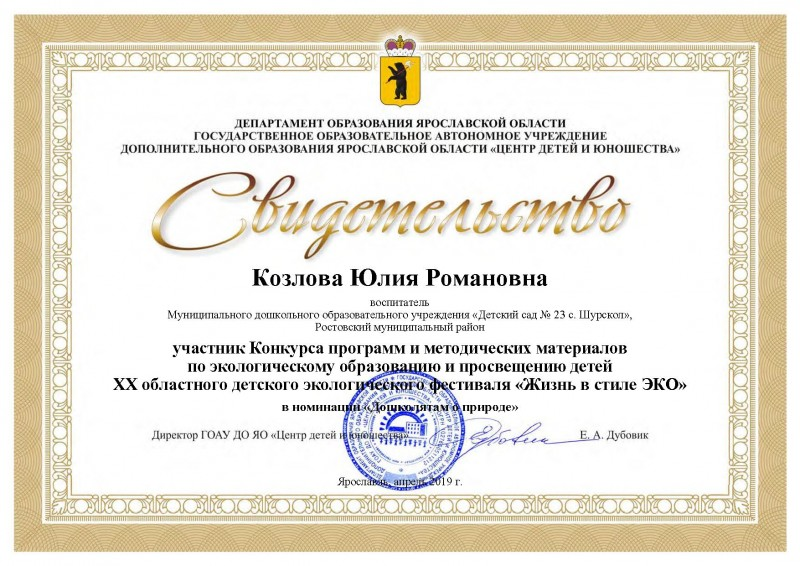 ДЕПАРТАМЕНТ ОБРАЗОВАНИЯ ЯРОСЛАВСКОЙ ОБЛАСТИ
ГОСУДАРСТВЕННОЕ ОБРАЗОВАТЕЛЬНОЕ АВТОНОМНОЕ УЧРЕЖДЕНИЕ
ДОПОЛНИТЕЛЬНОГО ОБРАЗОВАНИЯ ЯРОСЛАВСКОЙ ОБЛАСТИ «ЦЕНТР ДЕТЕЙ И ЮНОШЕСТВА»
Свидетельство
Козлова Юлия Романовна
воспитатель
Муниципального дошкольного образовательного учреждения «Детский сад № 23 с. Шурскол»,
Ростовский муниципальный район
участник Конкурса программ и методических материалов
по экологическому образованию и просвещению детей
XX областного детского экологического фестиваля «Жизнь в стиле ЭКО»
в номинации «Дошколятам о природе»
Директор ГОАУ ДО ЯО «Центр детей и юношества» Е. А. Дубовик
Ярославль, апрель 2019 г.